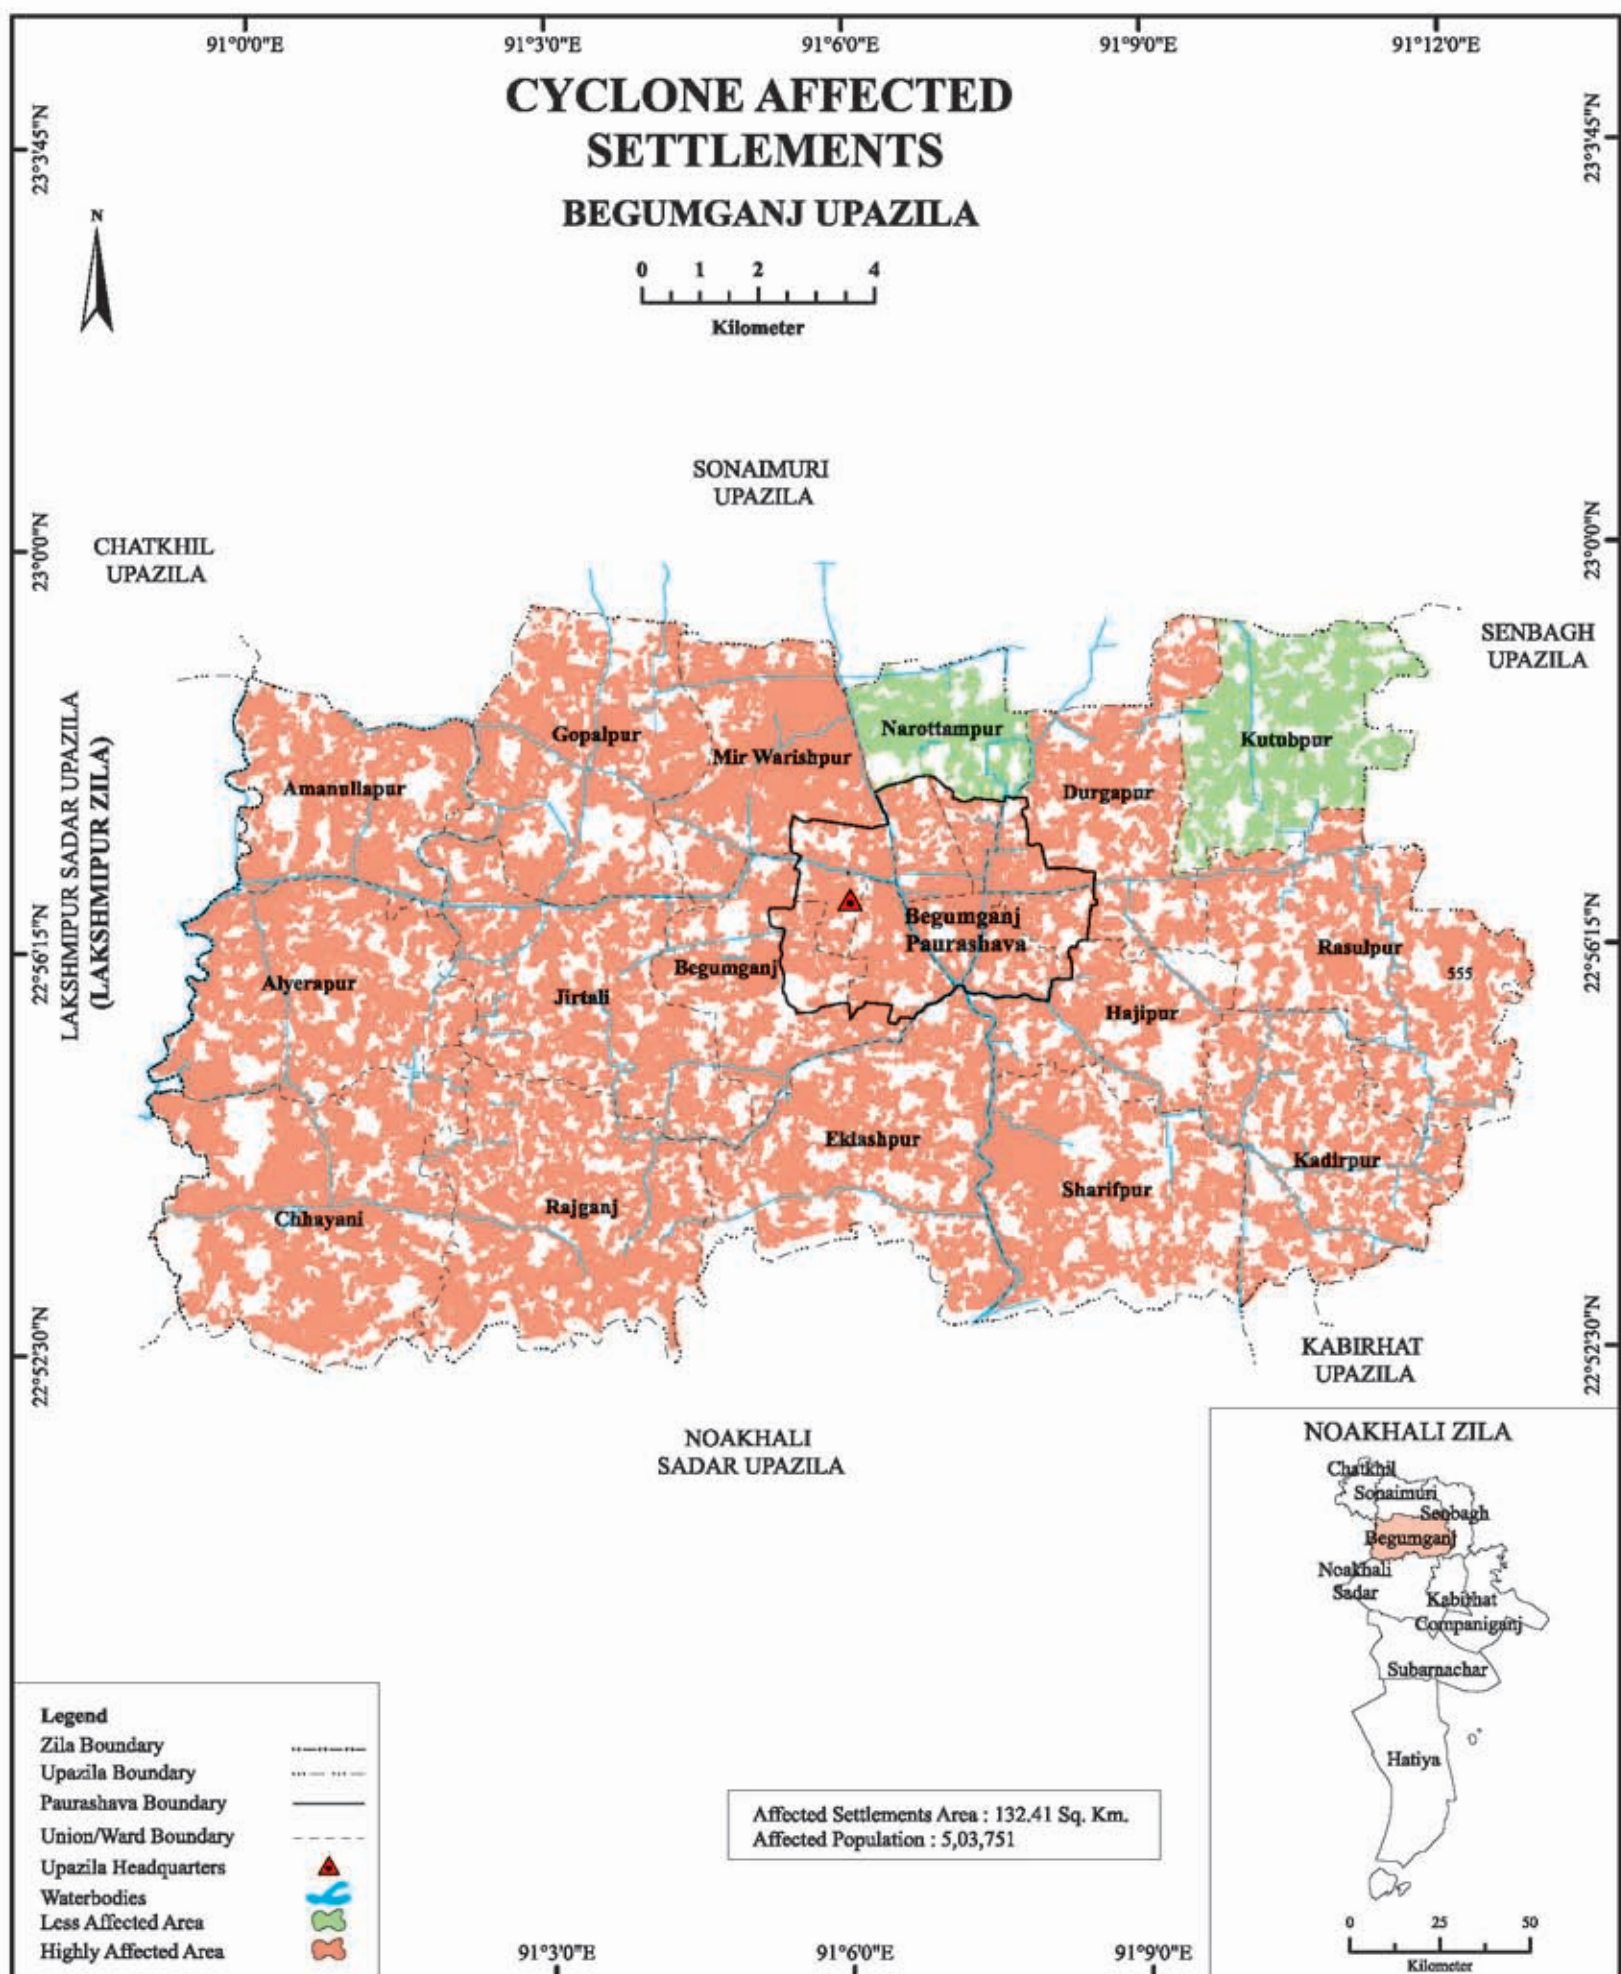 91°0'0"E 91°3'0"E 91°6'0"E 91°9'0"E 91°12'0"E
CYCLONE AFFECTED
SETTLEMENTS
BEGUMGANJ UPAZILA
23°3'45"N
23°3'45"N
N
0 1 2 4
Kilometer
SONAIMURI
UPAZILA
CHATKHIL
UPAZILA
23°0'0"N
23°0'0"N
SENBAGH
UPAZILA
LAKSHMIPUR SADAR UPAZILA
(LAKSHMIPUR ZILA)
Gopalpur
Mir Warishpur
Narottampur
Kutubpur
Amanullapur
Durgapur
Begumganj
Paurashava
Rasulpur
555
22°56'15"N
22°56'15"N
Alyerapur
Jirtali
Begumganj
Hajipur
Eklashpur
Kadirpur
Sharifpur
Rajganj
Chhayani
22°52'30"N
22°52'30"N
KABIRHAT
UPAZILA
NOAKHALI
SADAR UPAZILA
NOAKHALI ZILA
Chatkhil
Sonaimuri
Senbagh
Begumganj
Noakhali
Sadar
Kabirhat
Companiganj
Subarnachar
Hatiya
0 25 50
Kilometer
Legend
Zila Boundary
Upazila Boundary
Paurashava Boundary
Union/Ward Boundary
Upazila Headquarters
Waterbodies
Less Affected Area
Highly Affected Area
Affected Settlements Area : 132.41 Sq. Km.
Affected Population : 5,03,751
91°3'0"E 91°6'0"E 91°9'0"E